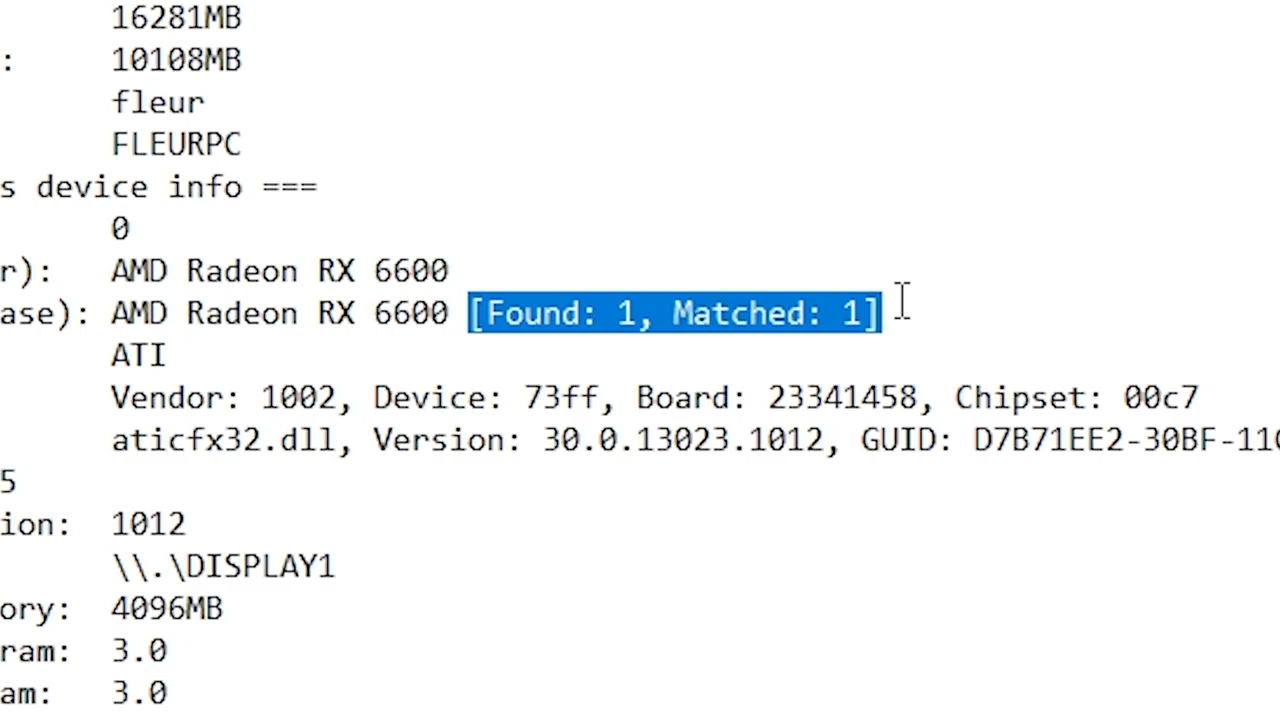 16281MB
: 10108MB
fleur
FLEURPC
s device info ===
0
r): AMD Radeon RX 6600
ase): AMD Radeon RX 6600 [Found: 1, Matched: 1]
ATI
Vendor: 1002, Device: 73ff, Board: 23341458, Chipset: 00c7
aticfx32.dll, Version: 30.0.13023.1012, GUID: D7B71EE2-30BF-11
5
ion: 1012
\\.\DISPLAY1
ory: 4096MB
ram: 3.0
am: 3.0